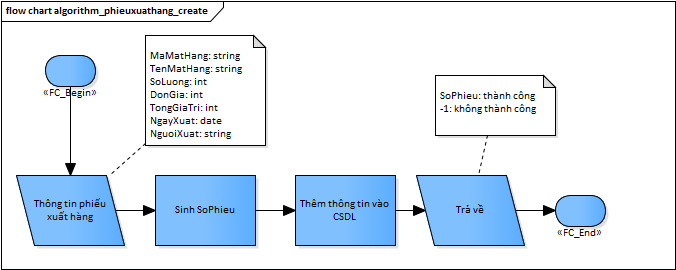 flow chart algorithm_phieuxuathang_create
«FC_Begin»
MaMatHang: string
TenMatHang: string
SoLuong: int
DonGia: int
TongGiaTri: int
NgayXuat: date
NguoiXuat: string
SoPhieu: thành công
-1: không thành công
Thông tin phiếu
xuất hàng
Sinh SoPhieu
Thêm thông tin vào
CSDL
Trả về
«FC_End»